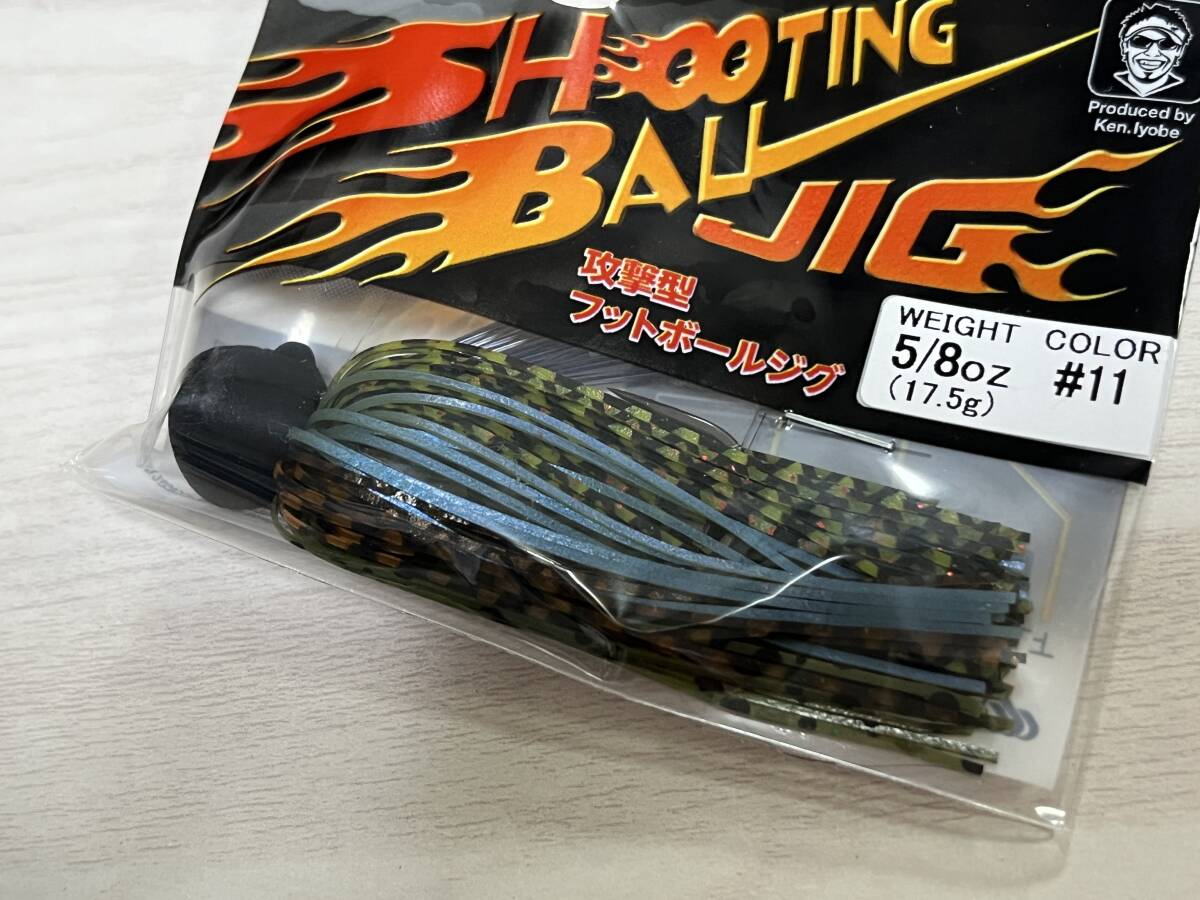 SHOOTING
BALL
JIG
Produced by
Ken.Iyobe
攻撃型
フットボールジグ
WEIGHT COLOR
5/8oz #11
(17.5g)